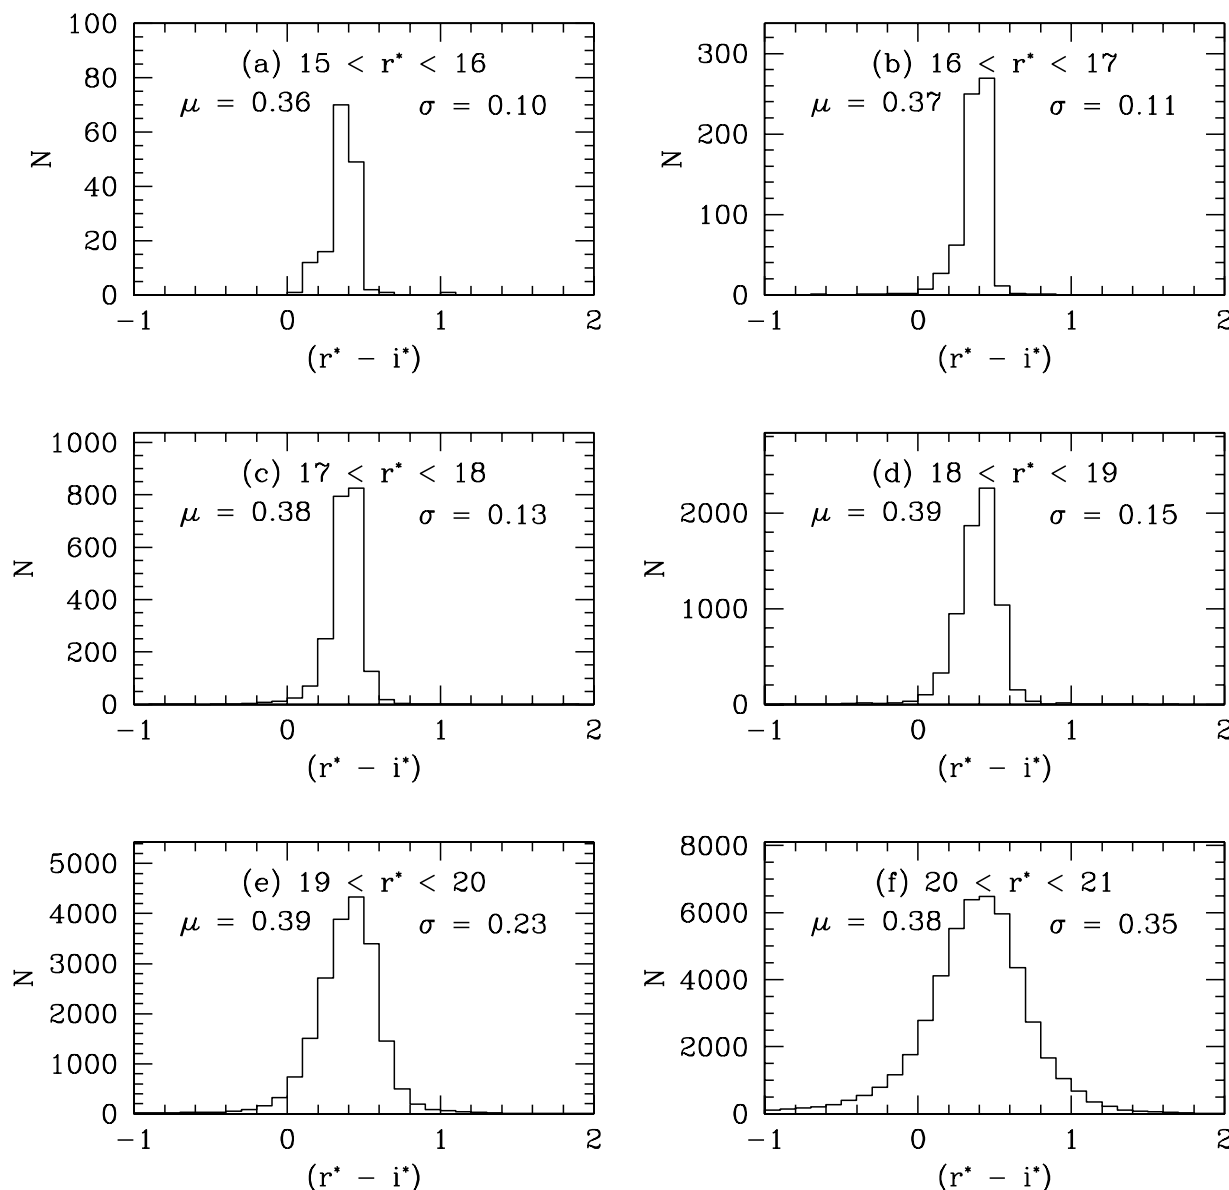 100
80
60
40
20
0
N
(a) 15 < r* < 16
μ = 0.36 σ = 0.10
−1 0 1 2
(r* − i*)
300
200
100
0
N
(b) 16 < r* < 17
μ = 0.37 σ = 0.11
−1 0 1 2
(r* − i*)
1000
800
600
400
200
0
N
(c) 17 < r* < 18
μ = 0.38 σ = 0.13
−1 0 1 2
(r* − i*)
2000
1000
0
N
(d) 18 < r* < 19
μ = 0.39 σ = 0.15
−1 0 1 2
(r* − i*)
5000
4000
3000
2000
1000
0
N
(e) 19 < r* < 20
μ = 0.39 σ = 0.23
−1 0 1 2
(r* − i*)
8000
6000
4000
2000
0
N
(f) 20 < r* < 21
μ = 0.38 σ = 0.35
−1 0 1 2
(r* − i*)